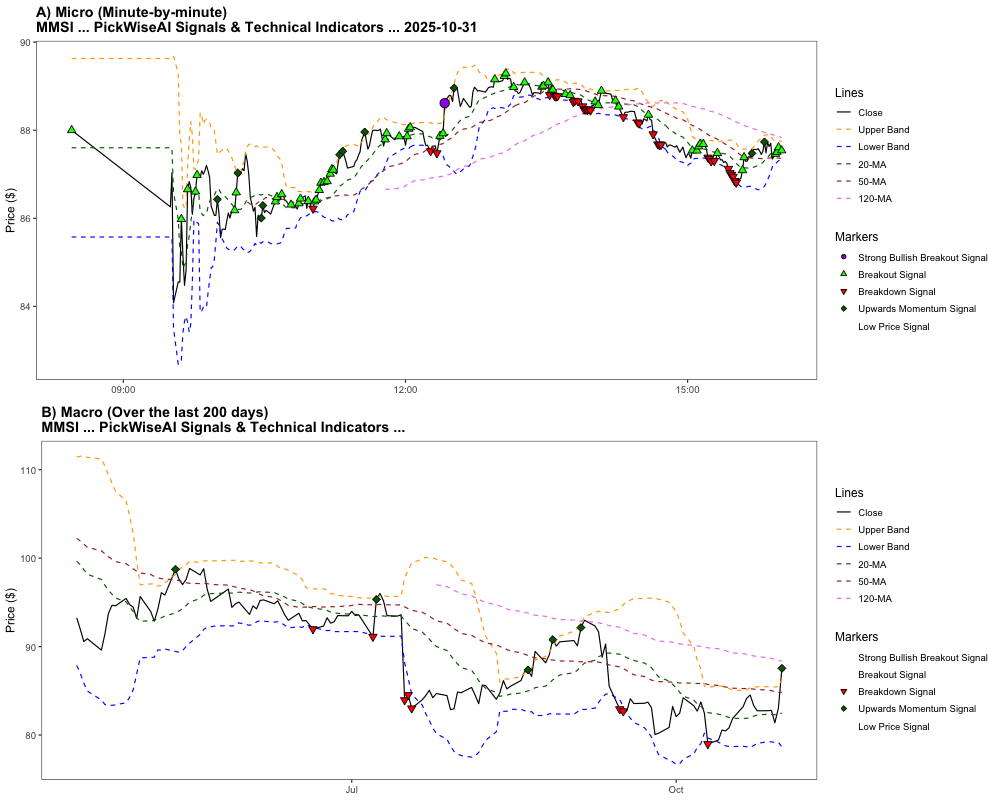 A) Micro (Minute-by-minute)
MMSI ... PickWiseAI Signals & Technical Indicators ... 2025-10-31
90
88
86
84
Price ($)
09:00
12:00
15:00
Lines
Close
Upper Band
Lower Band
20-MA
50-MA
120-MA
Markers
Strong Bullish Breakout Signal
Breakout Signal
Breakdown Signal
Upwards Momentum Signal
Low Price Signal
B) Macro (Over the last 200 days)
MMSI ... PickWiseAI Signals & Technical Indicators ...
110
100
90
80
Price ($)
Jul
Oct
Lines
Close
Upper Band
Lower Band
20-MA
50-MA
120-MA
Markers
Strong Bullish Breakout Signal
Breakout Signal
Breakdown Signal
Upwards Momentum Signal
Low Price Signal